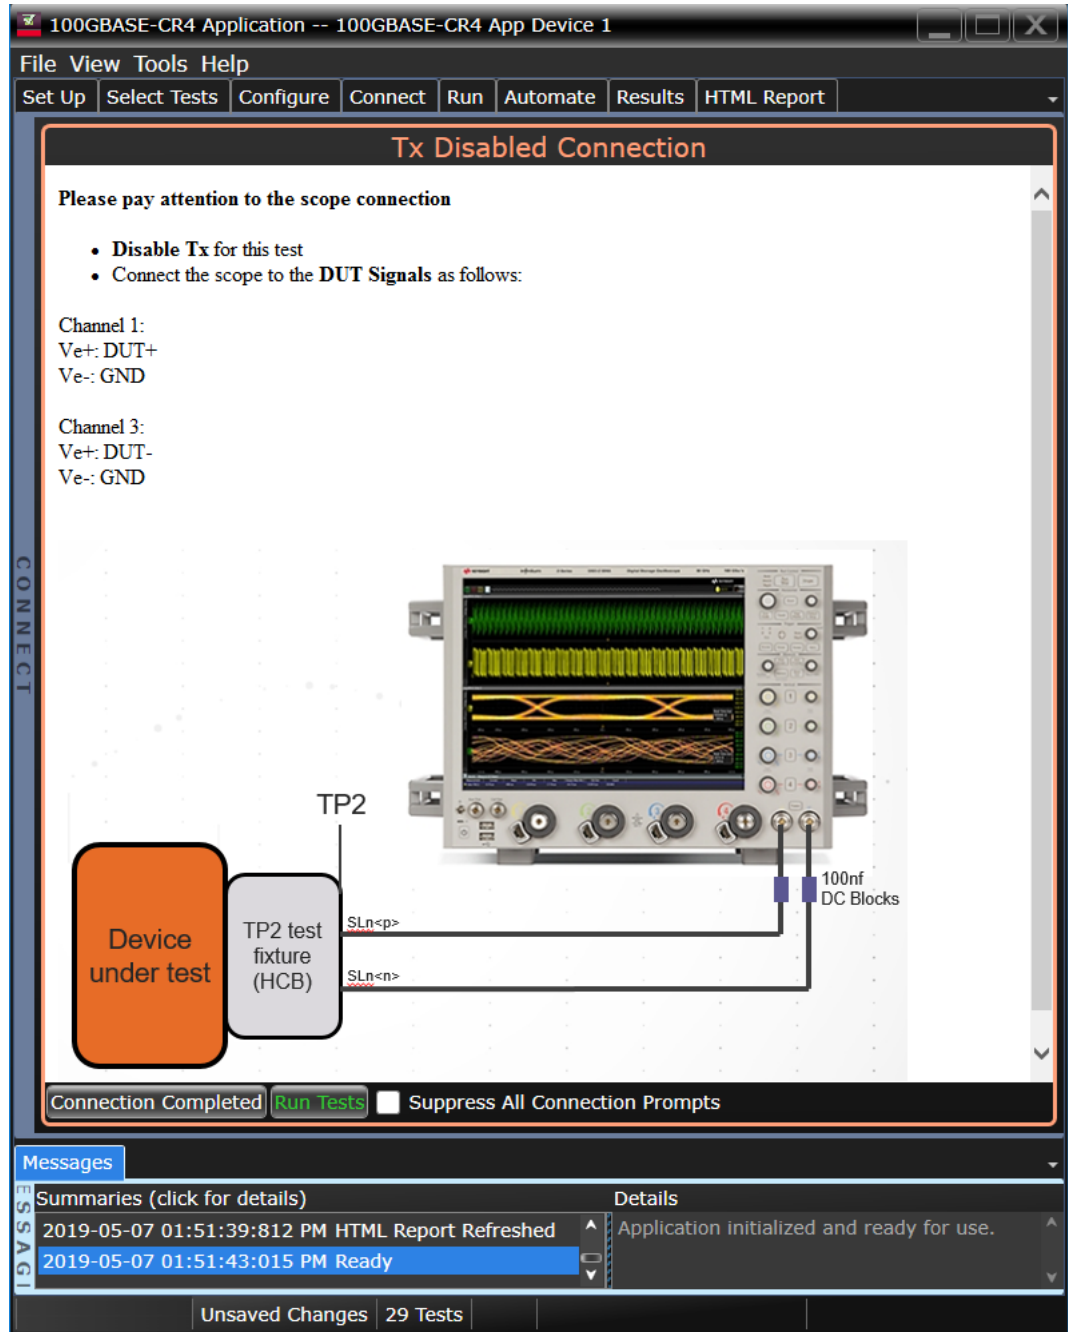 100GBASE-CR4 Application -- 100GBASE-CR4 App Device 1
File View Tools Help
Set Up Select Tests Configure Connect Run Automate Results HTML Report
Tx Disabled Connection
Please pay attention to the scope connection
• Disable Tx for this test
• Connect the scope to the DUT Signals as follows:
Channel 1:
Ve+: DUT+
Ve-: GND
Channel 3:
Ve+: DUT-
Ve-: GND
CONNECT
TP2
100nf
DC Blocks
Device
under test
TP2 test
fixture
(HCB)
SLn<p>
SLn<n>
Connection Completed Run Tests Suppress All Connection Prompts
Messages
ESSAGI
Summaries (click for details) Details
2019-05-07 01:51:39:812 PM HTML Report Refreshed
2019-05-07 01:51:43:015 PM Ready
Application initialized and ready for use.
Unsaved Changes 29 Tests